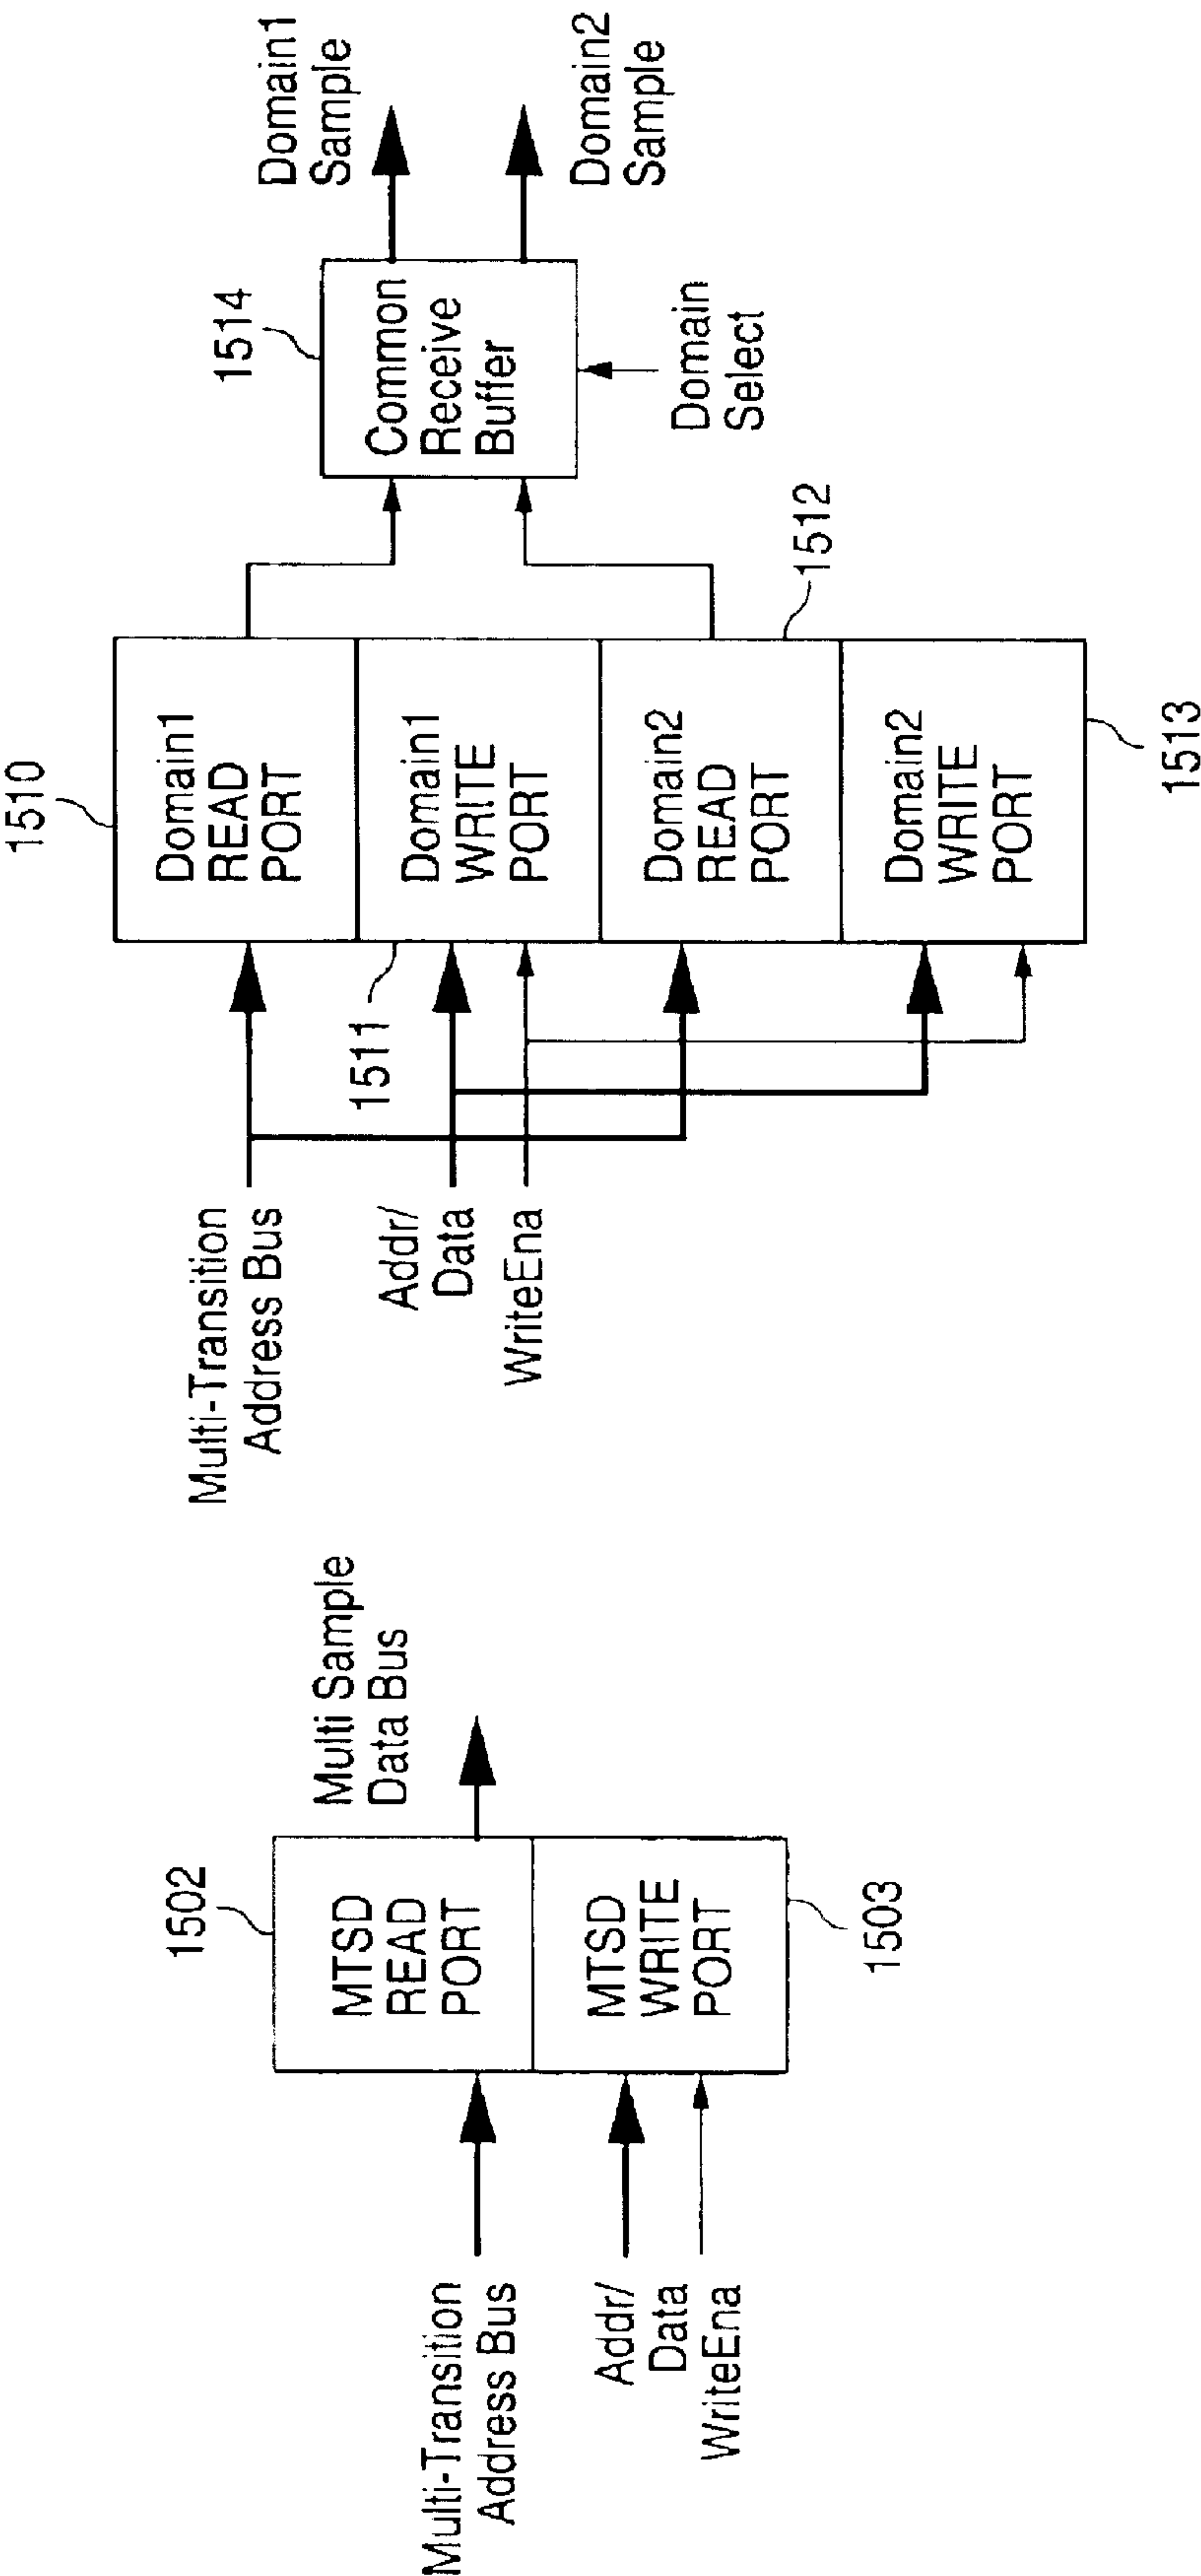 1502
MTSD
READ
PORT
MTSD
WRITE
PORT
1503
Multi-Transition
Address Bus
Addr/
Data
WriteEna
Multi Sample
Data Bus
Multi-Transition
Address Bus
Addr/
Data
WriteEna
1510
Domain1
READ
PORT
1511
Domain1
WRITE
PORT
Domain2
READ
PORT
1512
Domain2
WRITE
PORT
1513
1514
Common
Receive
Buffer
Domain
Select
Domain1
Sample
Domain2
Sample